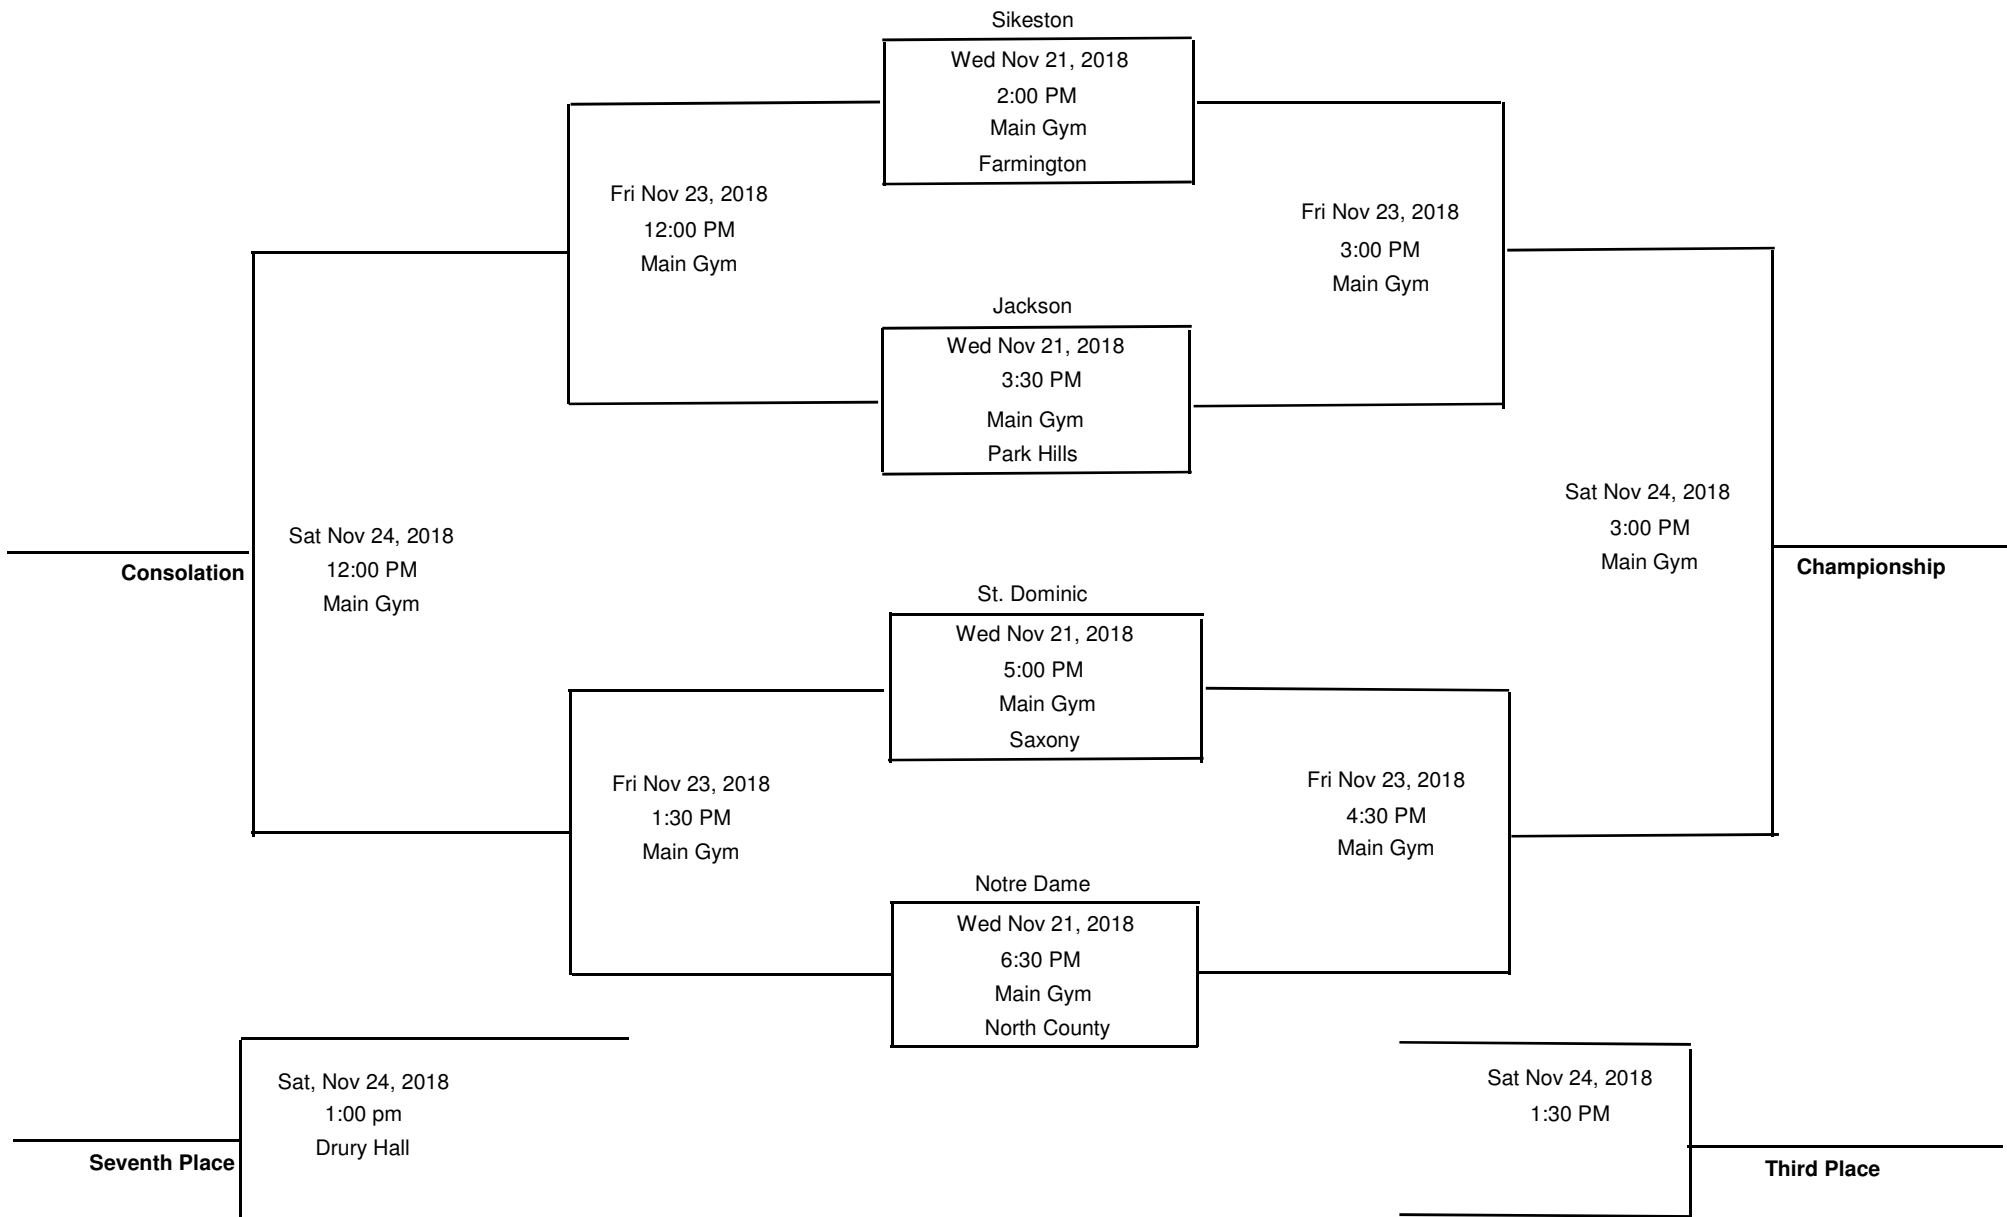 Sikeston
Wed Nov 21, 2018
2:00 PM
Main Gym
Farmington
Fri Nov 23, 2018
12:00 PM
Main Gym
Fri Nov 23, 2018
3:00 PM
Main Gym
Jackson
Wed Nov 21, 2018
3:30 PM
Main Gym
Park Hills
Sat Nov 24, 2018
12:00 PM
Main Gym
Consolation
Sat Nov 24, 2018
3:00 PM
Main Gym
Championship
St. Dominic
Wed Nov 21, 2018
5:00 PM
Main Gym
Saxony
Fri Nov 23, 2018
1:30 PM
Main Gym
Fri Nov 23, 2018
4:30 PM
Main Gym
Notre Dame
Wed Nov 21, 2018
6:30 PM
Main Gym
North County
Sat, Nov 24, 2018
1:00 pm
Drury Hall
Seventh Place
Sat Nov 24, 2018
1:30 PM
Third Place